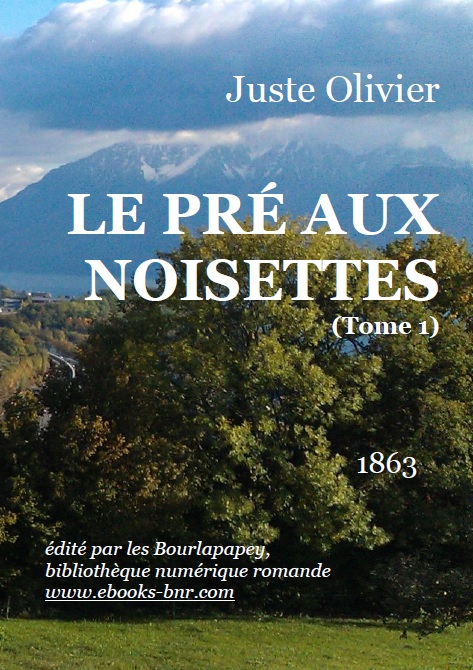 Juste Olivier
LE PRÉ AUX
NOISETTES
(Tome 1)
1863
édité par les Bourlapapey,
bibliothèque numérique romande
www.ebooks-bnr.com